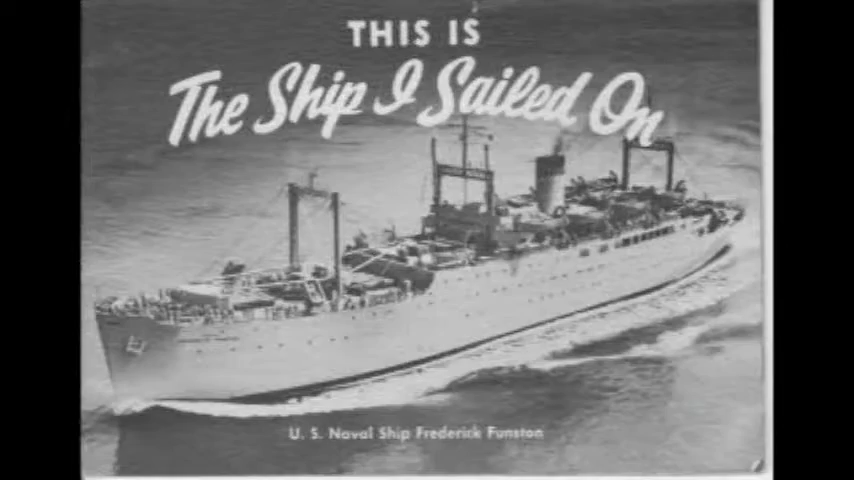 THIS IS
The Ship I Sailed On
U. S. Naval Ship Frederick Funston